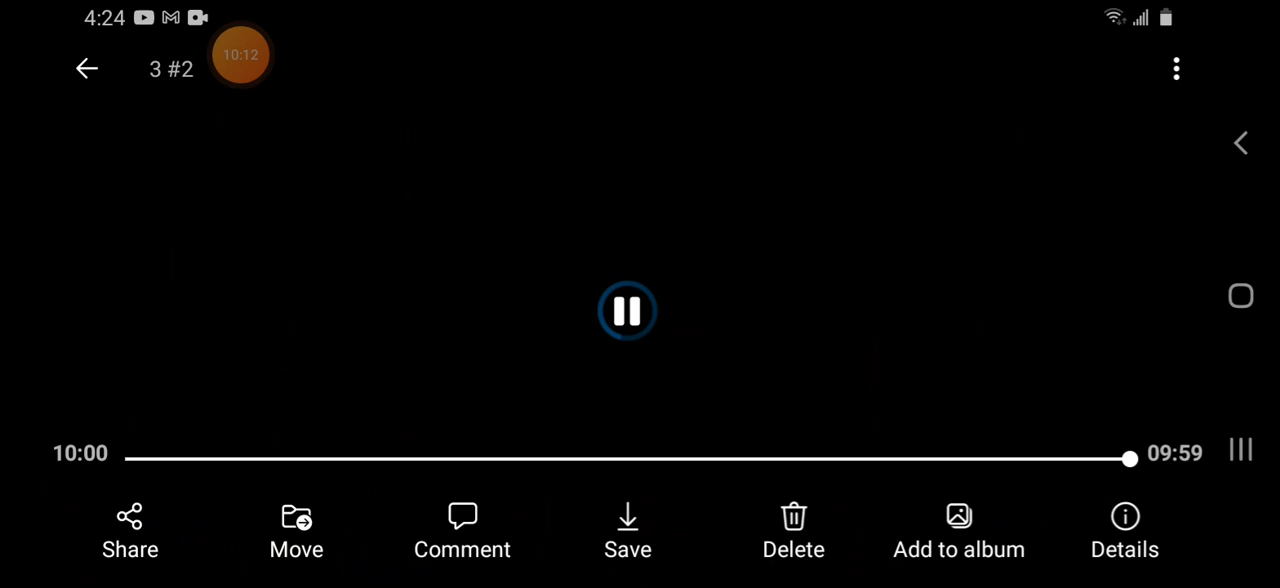 4:24
10:12
3 #2
10:00
09:59
Share
Move
Comment
Save
Delete
Add to album
Details